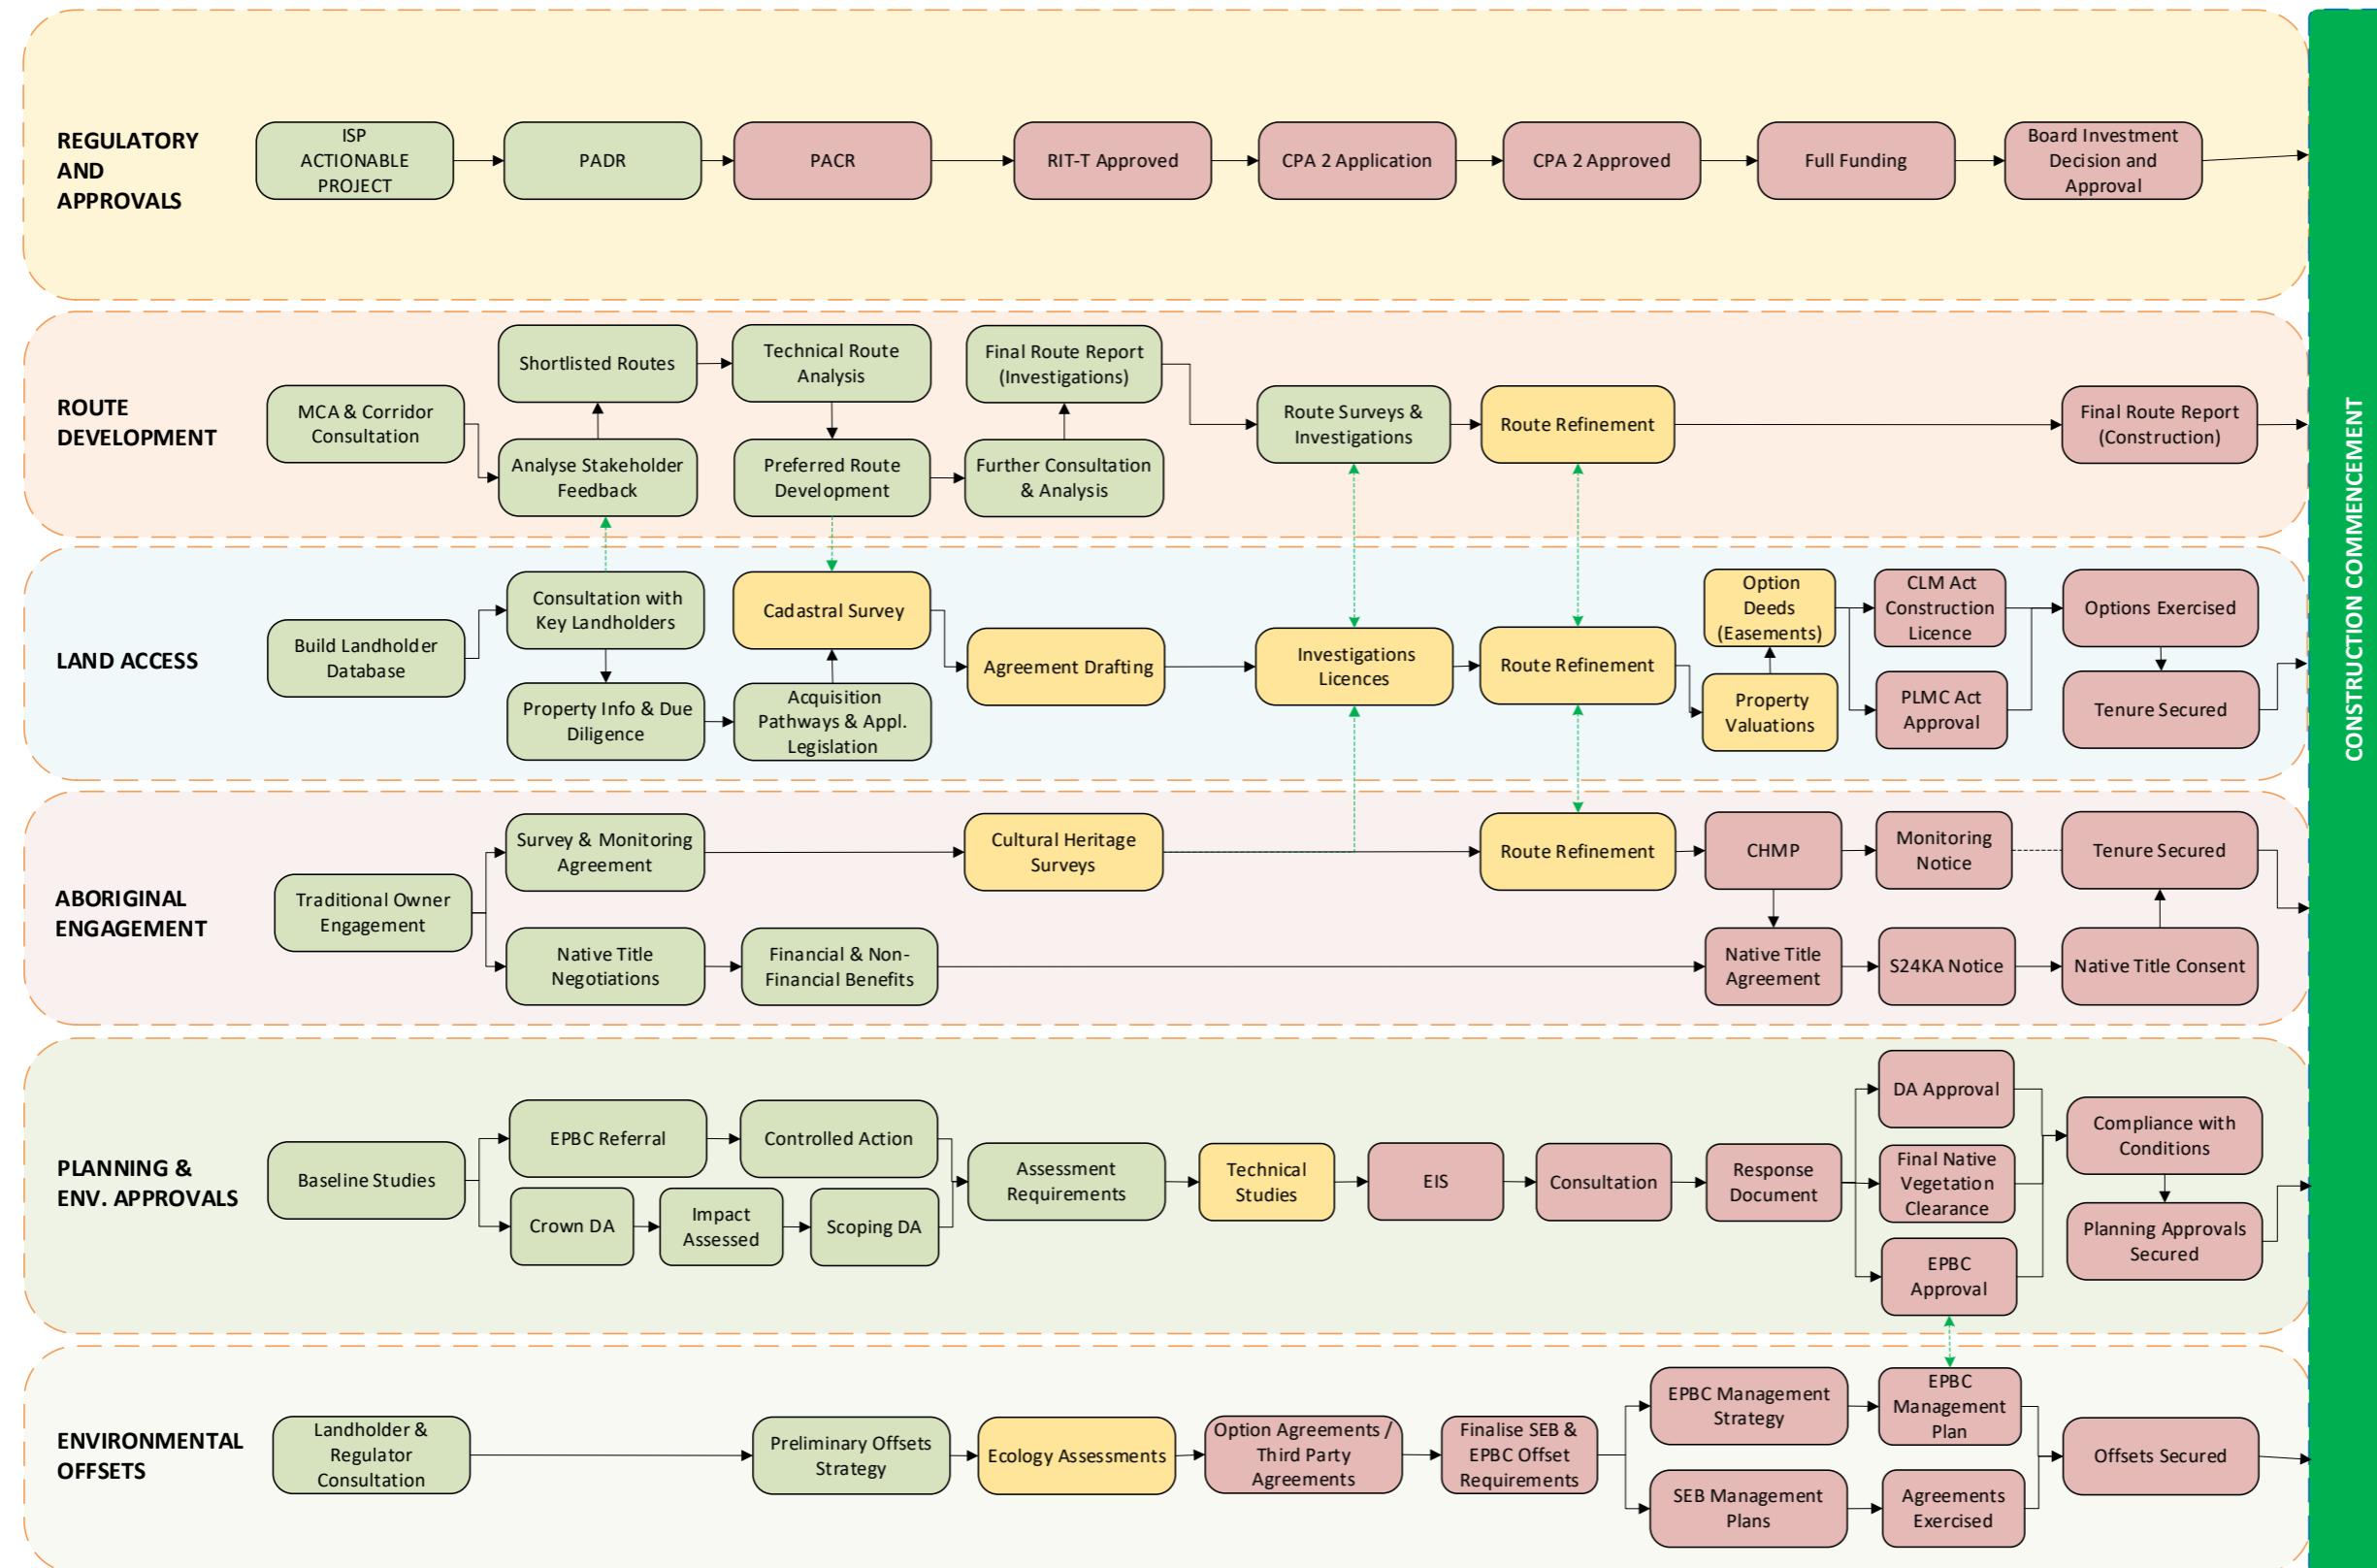 REGULATORY
AND
APPROVALS
ISP
ACTIONABLE
PROJECT
PADR
PACR
RIT-T Approved
CPA 2 Application
CPA 2 Approved
Full Funding
Board Investment
Decision and
Approval
ROUTE
DEVELOPMENT
MCA & Corridor
Consultation
Shortlisted Routes
Analyse Stakeholder
Feedback
Technical Route
Analysis
Preferred Route
Development
Final Route Report
(Investigations)
Further Consultation
& Analysis
Route Surveys &
Investigations
Route Refinement
Final Route Report
(Construction)
LAND ACCESS
Build Landholder
Database
Consultation with
Key Landholders
Property Info & Due
Diligence
Cadastral Survey
Acquisition
Pathways & Appl.
Legislation
Agreement Drafting
Investigations
Licences
Route Refinement
Option
Deeds
(Easements)
Property
Valuations
CLM Act
Construction
Licence
PLMC Act
Approval
Options Exercised
Tenure Secured
ABORIGINAL
ENGAGEMENT
Traditional Owner
Engagement
Survey & Monitoring
Agreement
Native Title
Negotiations
Financial & Non-
Financial Benefits
Cultural Heritage
Surveys
Route Refinement
CHMP
Native Title
Agreement
Monitoring
Notice
S24KA Notice
Tenure Secured
Native Title Consent
PLANNING &
ENV. APPROVALS
Baseline Studies
EPBC Referral
Controlled Action
Crown DA
Impact
Assessed
Scoping DA
Assessment
Requirements
Technical
Studies
EIS
Consultation
Response
Document
DA Approval
Final Native
Vegetation
Clearance
EPBC
Approval
Compliance with
Conditions
Planning Approvals
Secured
ENVIRONMENTAL
OFFSETS
Landholder &
Regulator
Consultation
Preliminary Offsets
Strategy
Ecology Assessments
Option Agreements /
Third Party
Agreements
Finalise SEB &
EPBC Offset
Requirements
EPBC Management
Strategy
SEB Management
Plans
EPBC
Management
Plan
Agreements
Exercised
Offsets Secured
CONSTRUCTION COMMENCEMENT